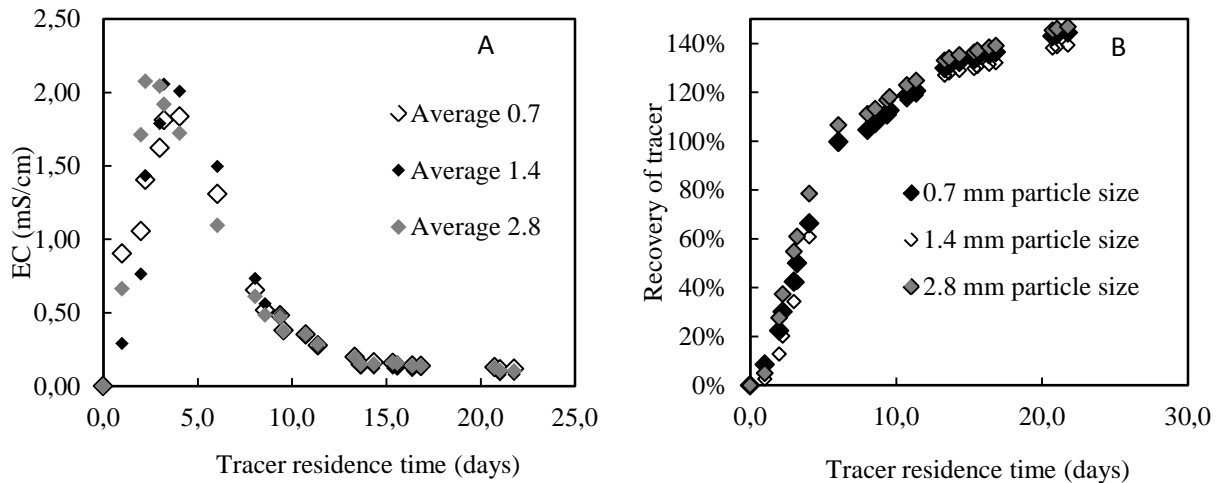 A
EC (mS/cm)
2,50
2,00
1,50
1,00
0,50
0,00
Average 0.7
Average 1.4
Average 2.8
0,0 5,0 10,0 15,0 20,0 25,0
Tracer residence time (days)
B
Recovery of tracer
140%
120%
100%
80%
60%
40%
20%
0%
0.7 mm particle size
1.4 mm particle size
2.8 mm particle size
0,0 10,0 20,0 30,0
Tracer residence time (days)